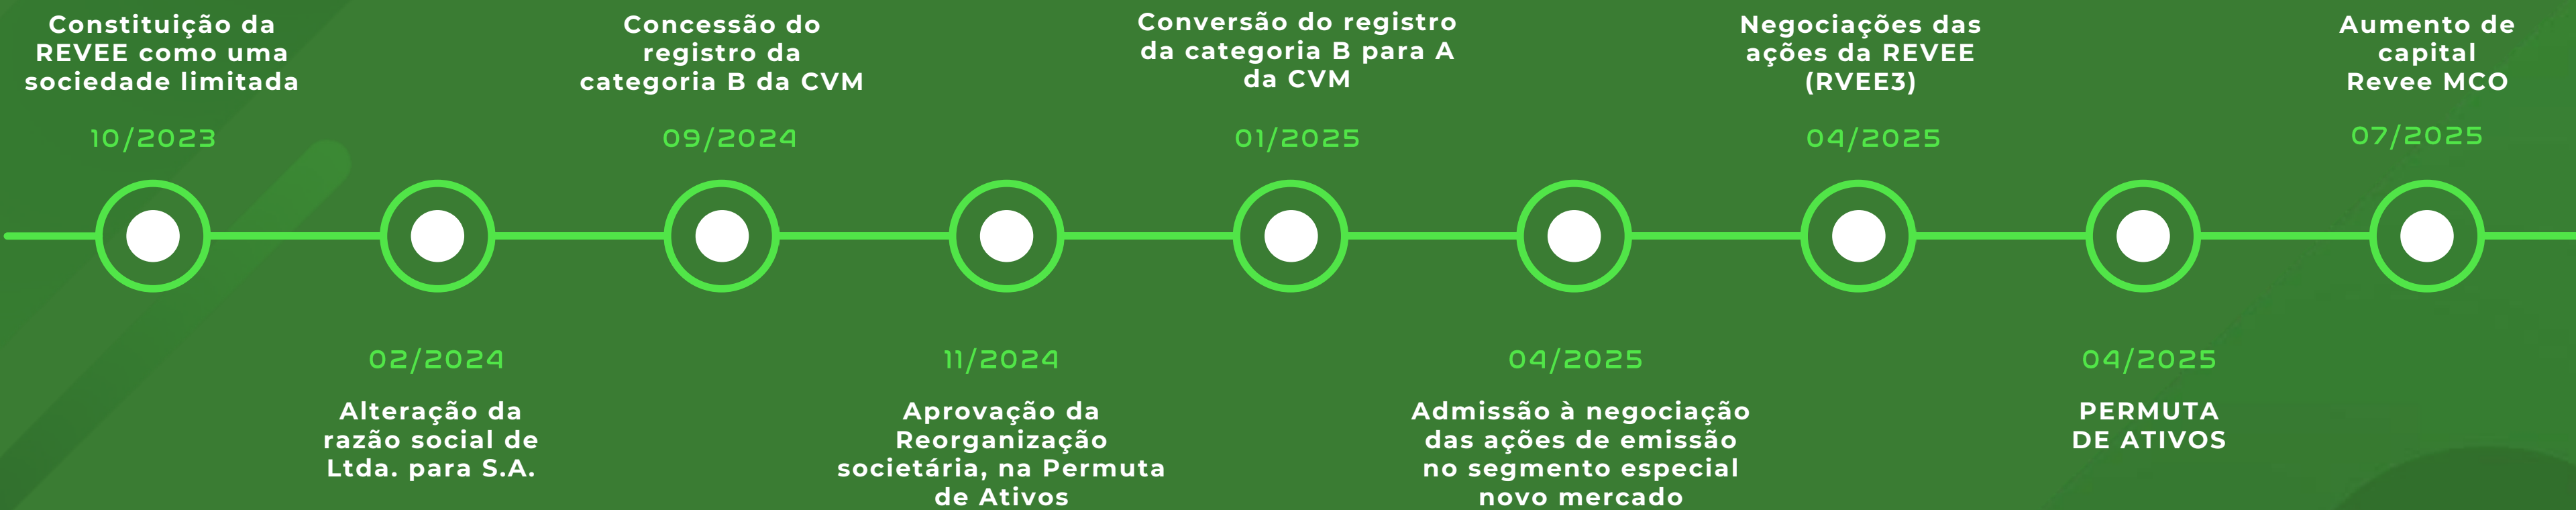 Constituição da
REVEE como uma
sociedade limitada
10/2023
02/2024
Alteração da
razão social de
Ltda. para S.A.
Concessão do
registro da
categoria B da CVM
09/2024
11/2024
Aprovação da
Reorganização
societária, na Permuta
de Ativos
Conversão do registro
da categoria B para A
da CVM
01/2025
04/2025
Admissão à negociação
das ações de emissão
no segmento especial
novo mercado
Negociações das
ações da REVEE
(RVEE3)
04/2025
04/2025
PERMUTA
DE ATIVOS
Aumento de
capital
Revee MCO
07/2025